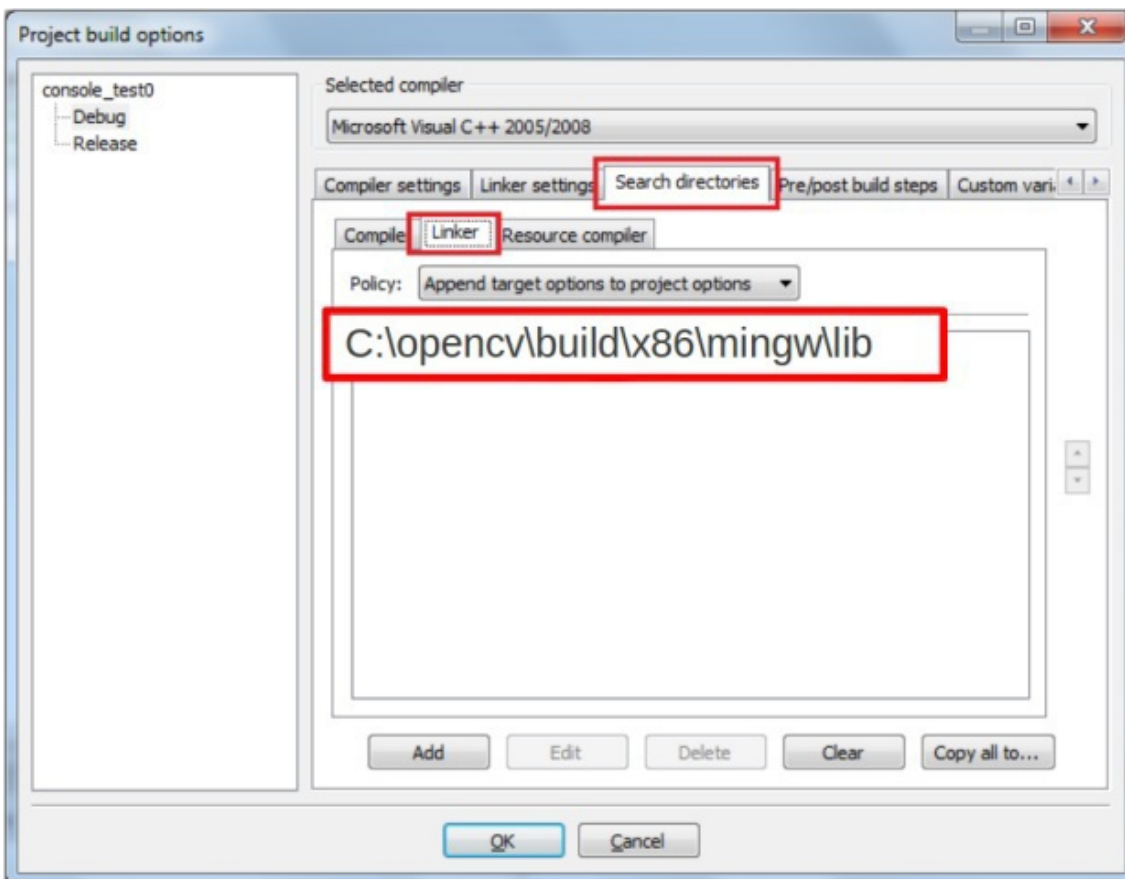 Project build options
console_test0
Debug
Release
Selected compiler
Microsoft Visual C++ 2005/2008
Compiler settings
Linker settings
Search directories
Pre/post build steps
Custom vari
Compile
Linker
Resource compiler
Policy:
Append target options to project options
C:\opencv\build\x86\mingw\lib
Add
Edit
Delete
Clear
Copy all to...
OK
Cancel